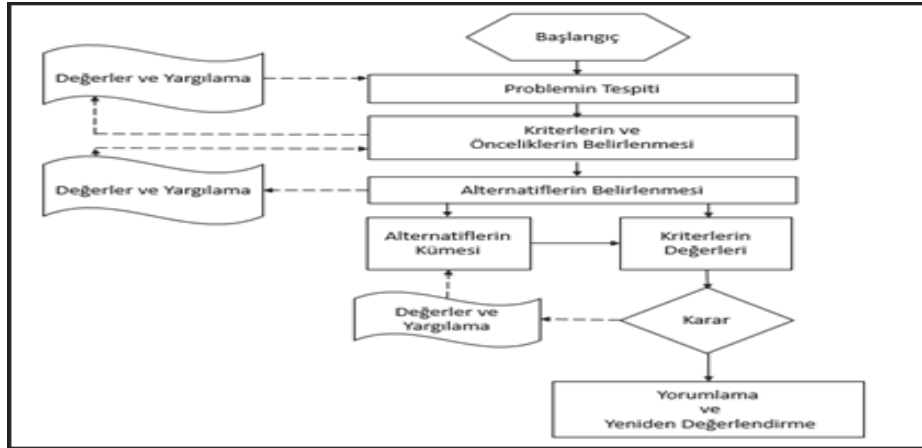 Başlangıç
Değerler ve Yargılama
Problemin Tespiti
Kriterlerin ve
Önceliklerin Belirlenmesi
Değerler ve Yargılama
Alternatiflerin Belirlenmesi
Alternatiflerin
Kümesi
Kriterlerin
Değerleri
Değerler ve
Yargılama
Karar
Yorumlama
ve
Yeniden Değerlendirme